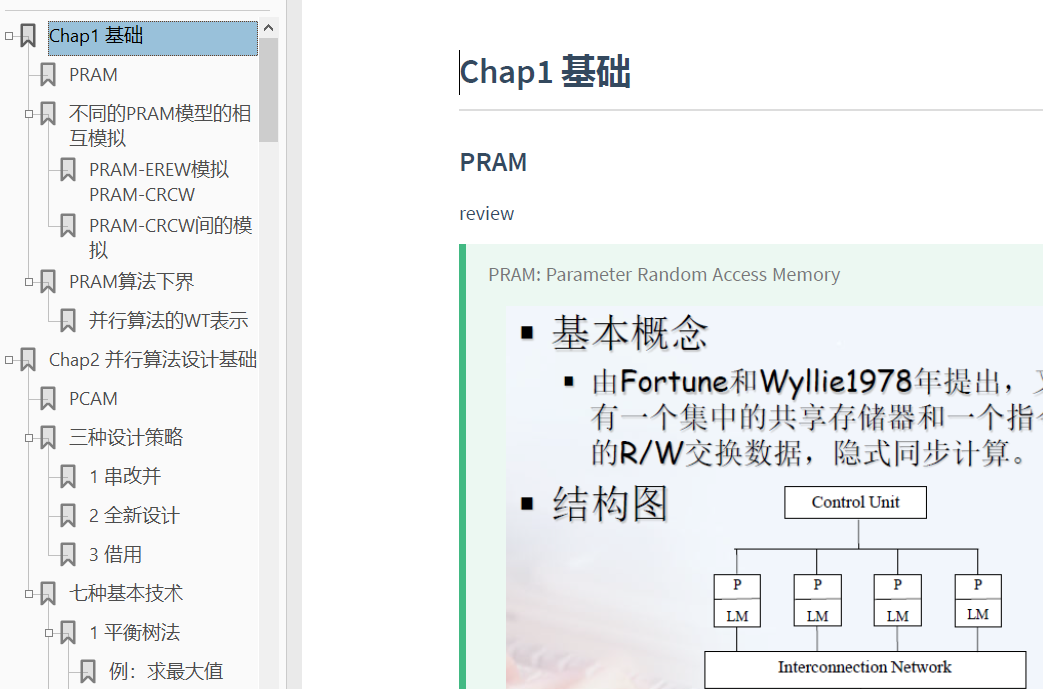 Chap1 基础
PRAM
不同的PRAM模型的相
互模拟
PRAM-EREW模拟
PRAM-CRCW
PRAM-CRCW间的模
拟
PRAM算法下界
并行算法的WT表示
Chap2 并行算法设计基础
PCAM
三种设计策略
1 串改并
2 全新设计
3 借用
七种基本技术
1 平衡树法
例：求最大值
Chap1 基础
PRAM
review
PRAM: Parameter Random Access Memory
▪ 基本概念
▪ 由Fortune和Wyllie1978年提出，
有一个集中的共享存储器和一个指
的R/W交换数据，隐式同步计算。
▪ 结构图
Control Unit
P P P P
LM LM LM LM
Interconnection Network